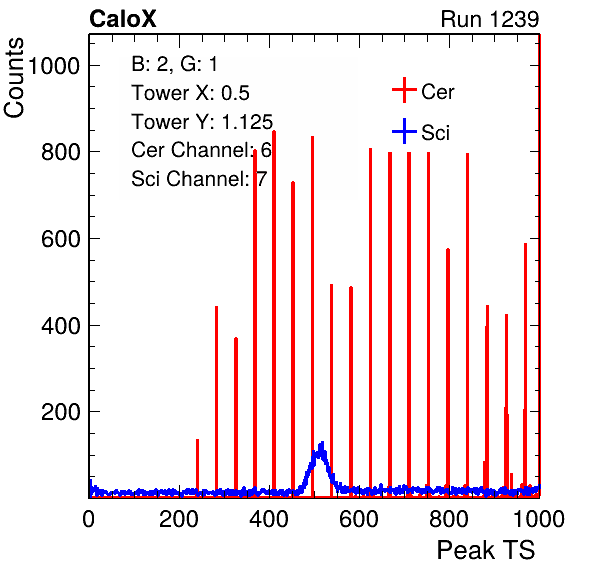 CaloX Run 1239
Counts
B: 2, G: 1
Tower X: 0.5
Tower Y: 1.125
Cer Channel: 6
Sci Channel: 7
Cer
Sci
1000
800
600
400
200
0 200 400 600 800 1000
Peak TS